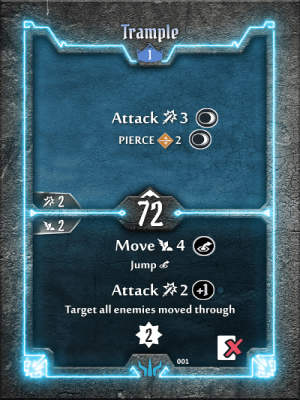 Trample
1
Attack 3
PIERCE 2
2
72
2
Move 4
Jump
Attack 2 +1
Target all enemies moved through
2
001